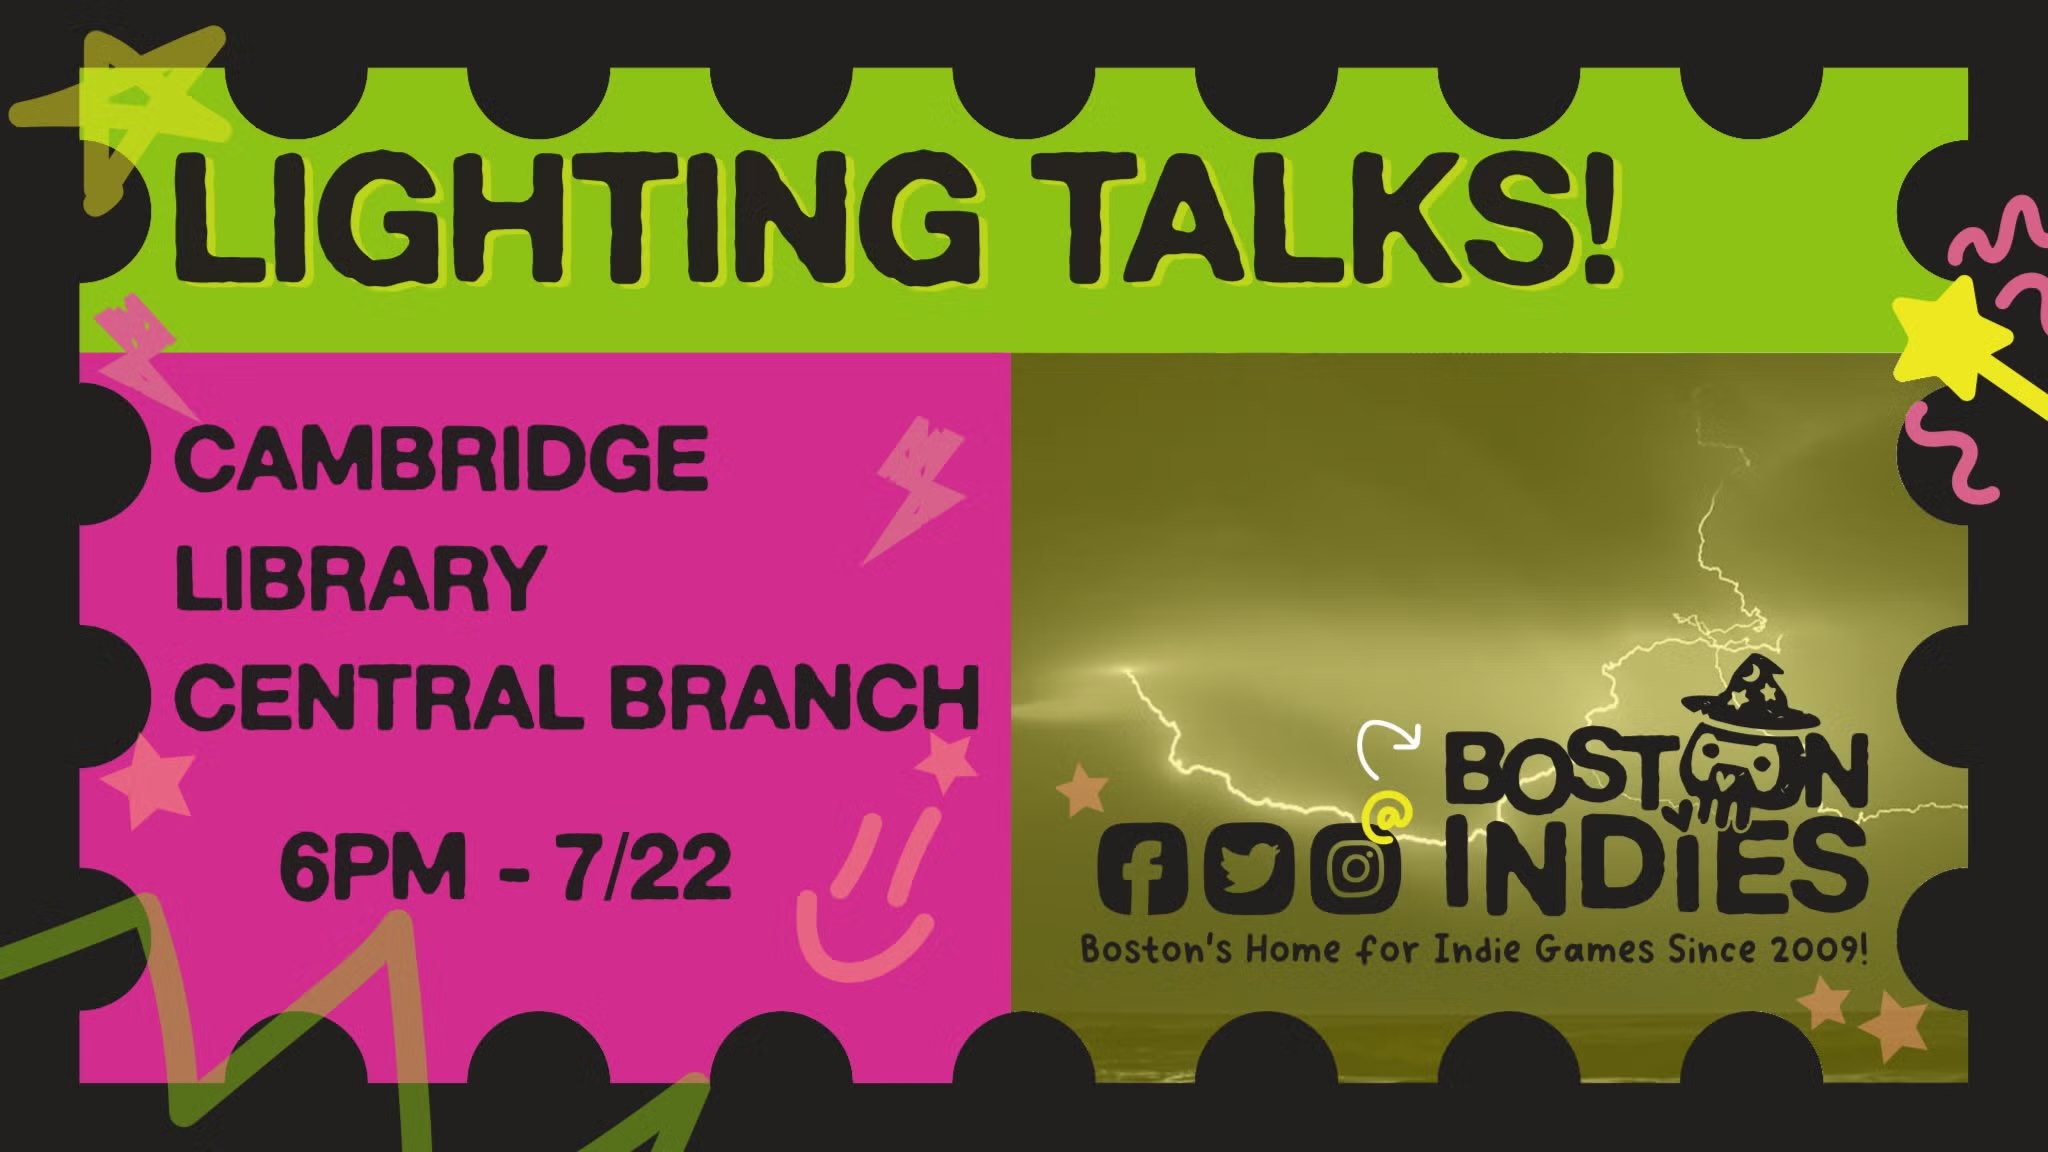 LIGHTING TALKS!
CAMBRIDGE
LIBRARY
CENTRAL BRANCH
6PM - 7/22
@
BOSTON
INDIES
Boston's Home for Indie Games Since 2009!